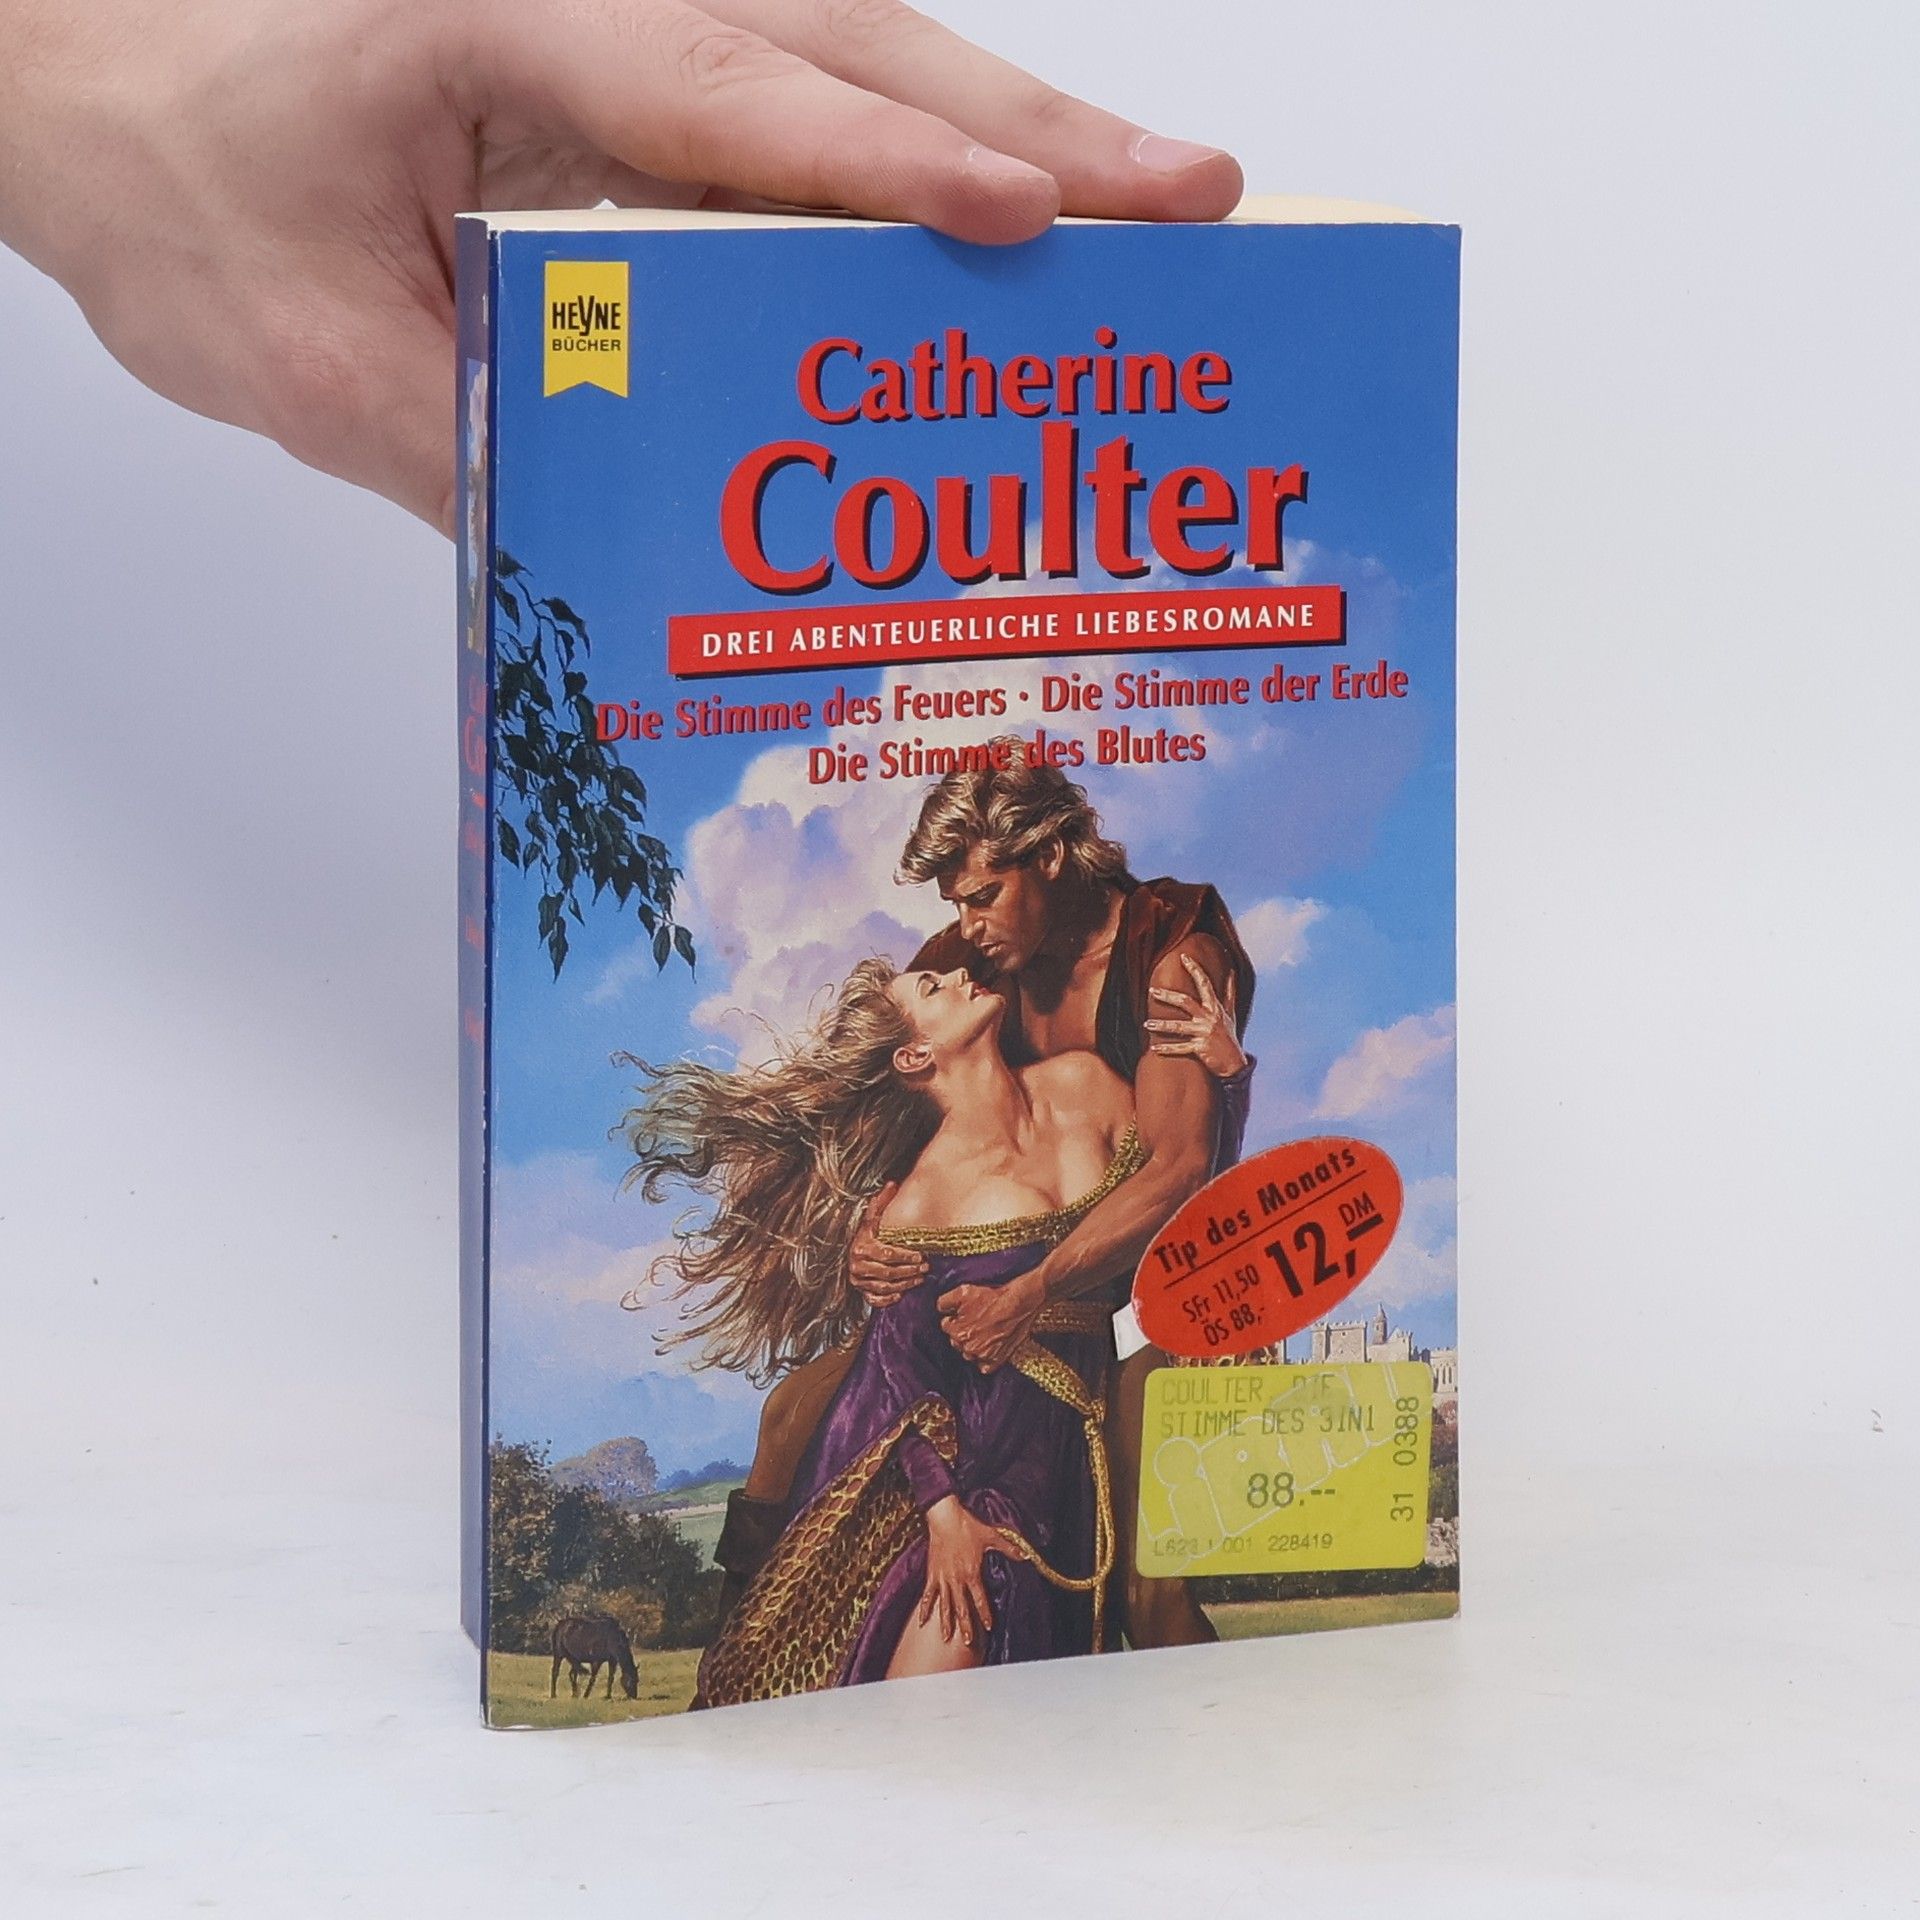 HEYNE
BÜCHER
Catherine
Coulter
DREI ABENTEUERLICHE LIEBESROMANE
Die Stimme des Feuers · Die Stimme der Erde
Die Stimme des Blutes
Tip des Monats
SFr 11,50
ÖS 88,-
12,- DM
COULTER, DIE
STIMME DES 3IN1
88.--
31 0388
228419